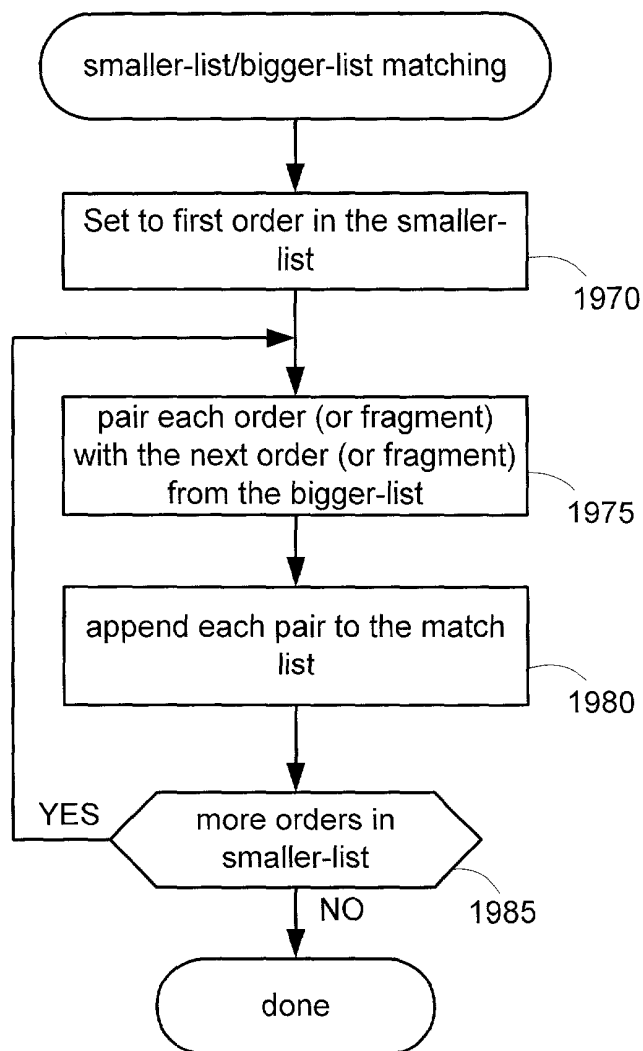 smaller-list/bigger-list matching
Set to first order in the smaller-
list
1970
pair each order (or fragment)
with the next order (or fragment)
from the bigger-list
1975
append each pair to the match
list
1980
YES
more orders in
smaller-list
1985
NO
done